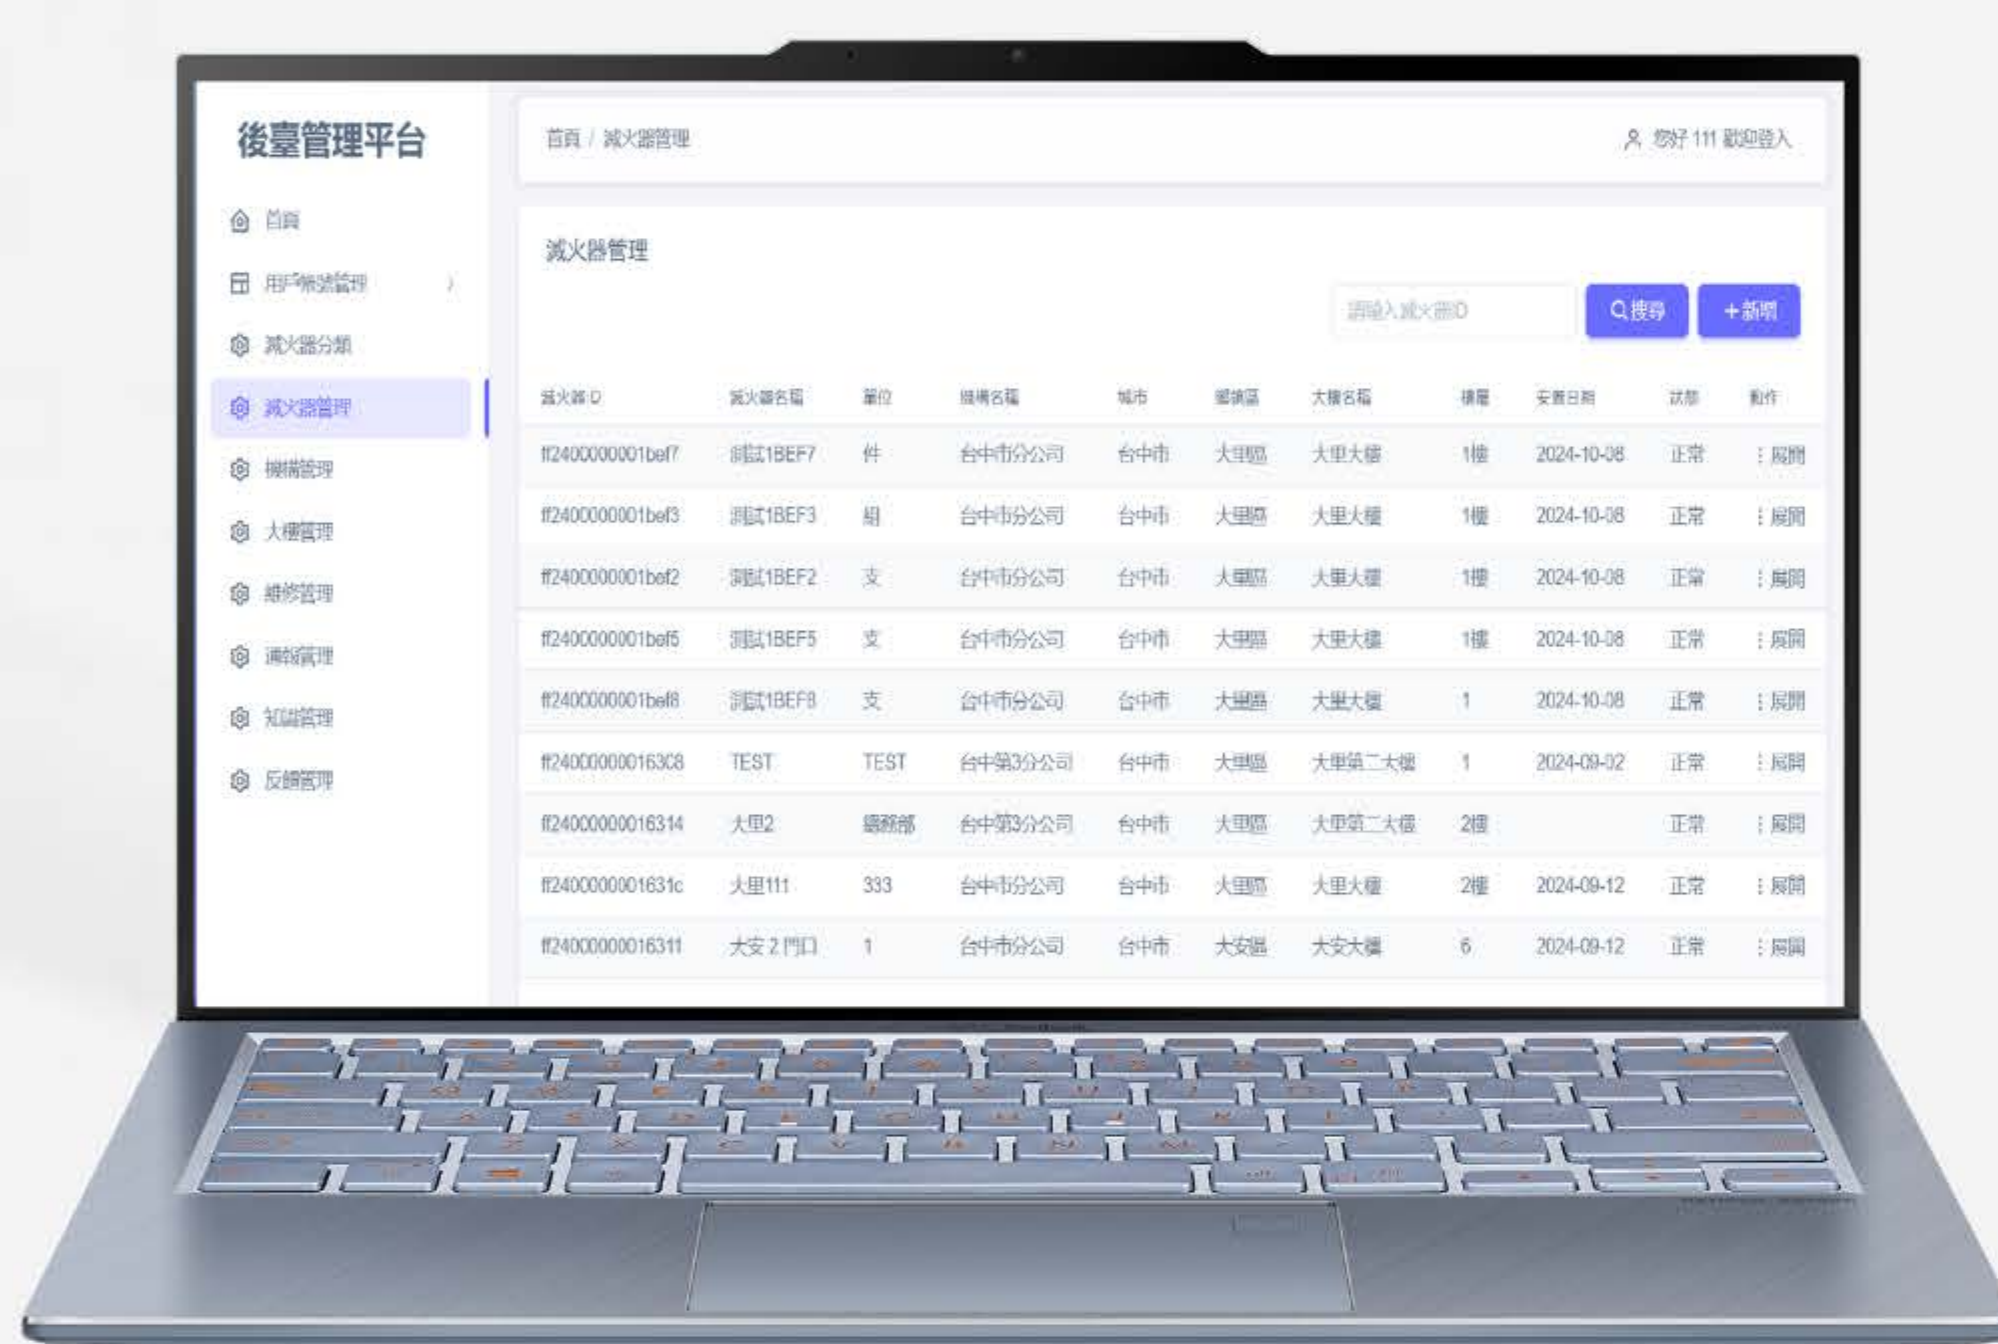 後臺管理平台
首頁
用戶帳號管理
滅火器分類
滅火器管理
機構管理
大樓管理
維修管理
通報管理
知識管理
反饋管理
首頁 / 滅火器管理
您好 111 歡迎登入
滅火器管理
請輸入滅火器ID 搜尋 +新增
滅火器ID 滅火器名稱 單位 機構名稱 城市 鄉鎮區 大樓名稱 樓層 安置日期 狀態 動作
ff2400000001bef7 測試1BEF7 件 台中市分公司 台中市 大里區 大里大樓 1樓 2024-10-08 正常 展開
ff2400000001bef3 測試1BEF3 組 台中市分公司 台中市 大里區 大里大樓 1樓 2024-10-08 正常 展開
ff2400000001bef2 測試1BEF2 支 台中市分公司 台中市 大里區 大里大樓 1樓 2024-10-08 正常 展開
ff2400000001bef5 測試1BEF5 支 台中市分公司 台中市 大里區 大里大樓 1樓 2024-10-08 正常 展開
ff2400000001bef8 測試1BEF8 支 台中市分公司 台中市 大里區 大里大樓 1 2024-10-08 正常 展開
ff24000000016308 TEST TEST 台中第3分公司 台中市 大里區 大里第二大樓 1 2024-09-02 正常 展開
ff24000000016314 大里2 總務部 台中第3分公司 台中市 大里區 大里第二大樓 2樓 正常 展開
ff2400000001631c 大里111 333 台中市分公司 台中市 大里區 大里大樓 2樓 2024-09-12 正常 展開
ff24000000016311 大安 2 門口 1 台中市分公司 台中市 大安區 大安大樓 6 2024-09-12 正常 展開